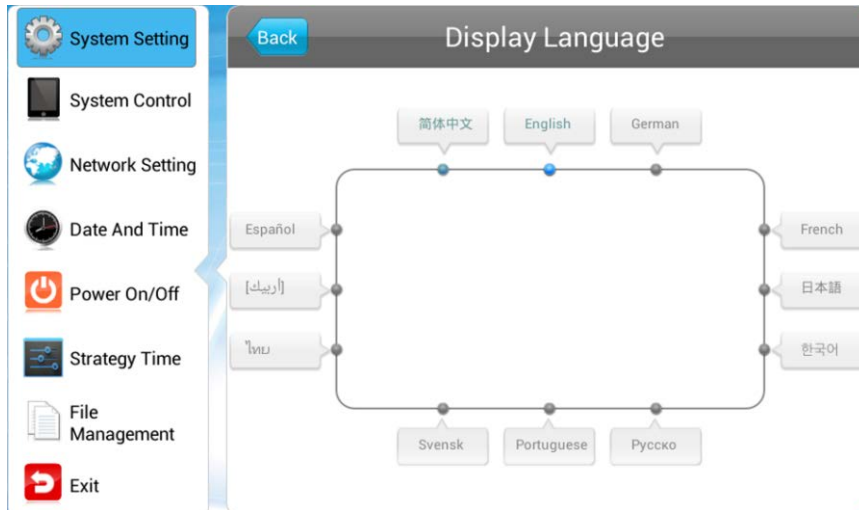 System Setting
System Control
Network Setting
Date And Time
Power On/Off
Strategy Time
File
Management
Exit
Back
Display Language
简体中文
English
German
Español
French
[أربيك]
日本語
ไทย
한국어
Svensk
Portuguese
Русско